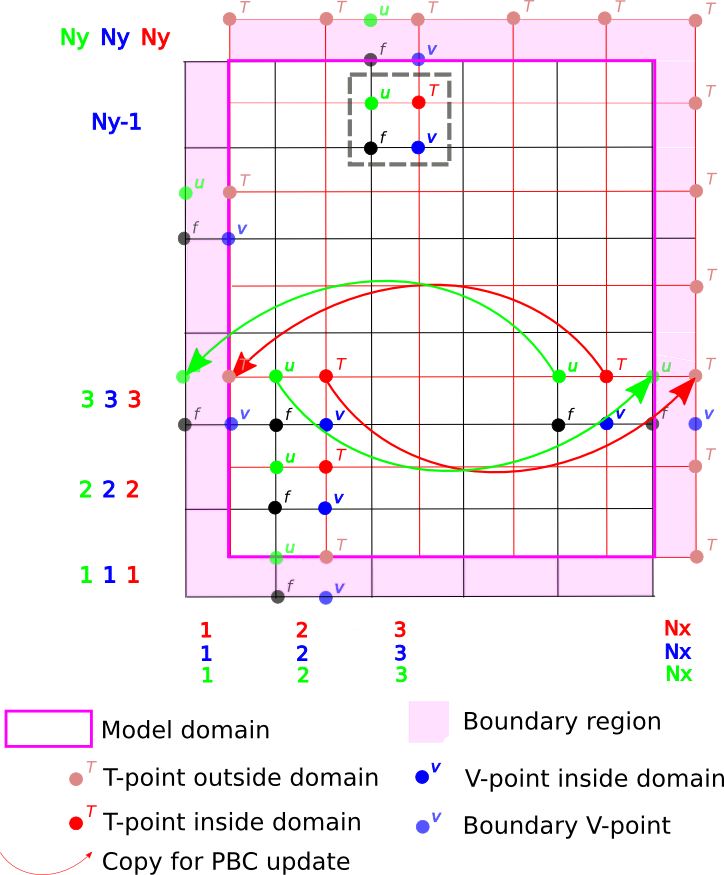 T T u T T T T
Ny Ny Ny
f v
u T T
Ny-1
f v
u T T
f v
T
u T u T u T u T
3 3 3
f v f v f v f v
u T T
2 2 2
f v
u T T
1 1 1
f v
1 2 3 Nx
1 2 3 Nx
1 2 3 Nx
Model domain
Boundary region
T T-point outside domain
v V-point inside domain
T T-point inside domain
v Boundary V-point
Copy for PBC update